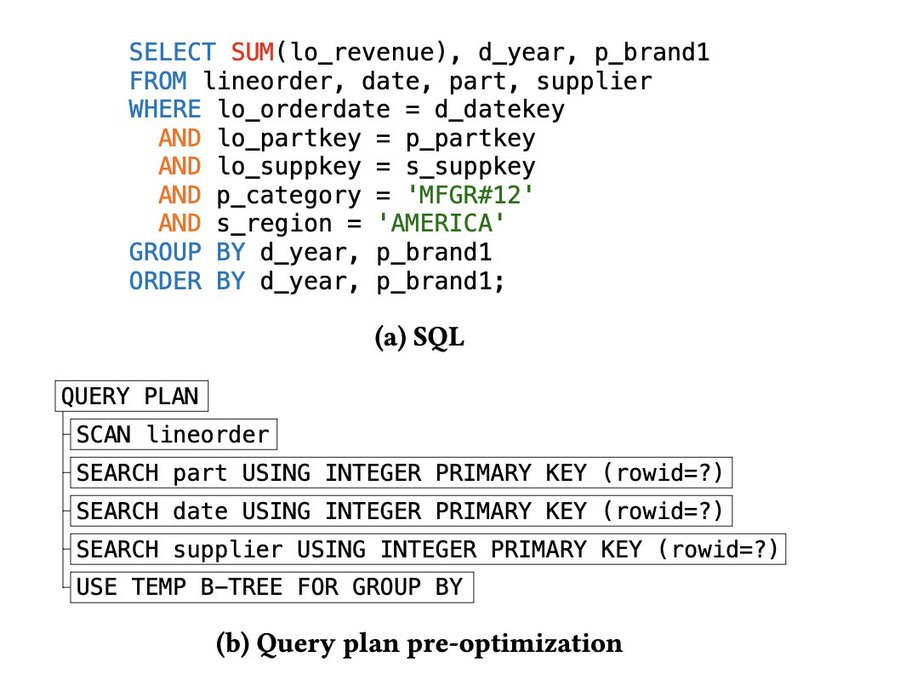 SELECT SUM(lo_revenue), d_year, p_brand1
FROM lineorder, date, part, supplier
WHERE lo_orderdate = d_datekey
AND lo_partkey = p_partkey
AND lo_suppkey = s_suppkey
AND p_category = 'MFGR#12'
AND s_region = 'AMERICA'
GROUP BY d_year, p_brand1
ORDER BY d_year, p_brand1;
(a) SQL
QUERY PLAN
SCAN lineorder
SEARCH part USING INTEGER PRIMARY KEY (rowid=?)
SEARCH date USING INTEGER PRIMARY KEY (rowid=?)
SEARCH supplier USING INTEGER PRIMARY KEY (rowid=?)
USE TEMP B-TREE FOR GROUP BY
(b) Query plan pre-optimization